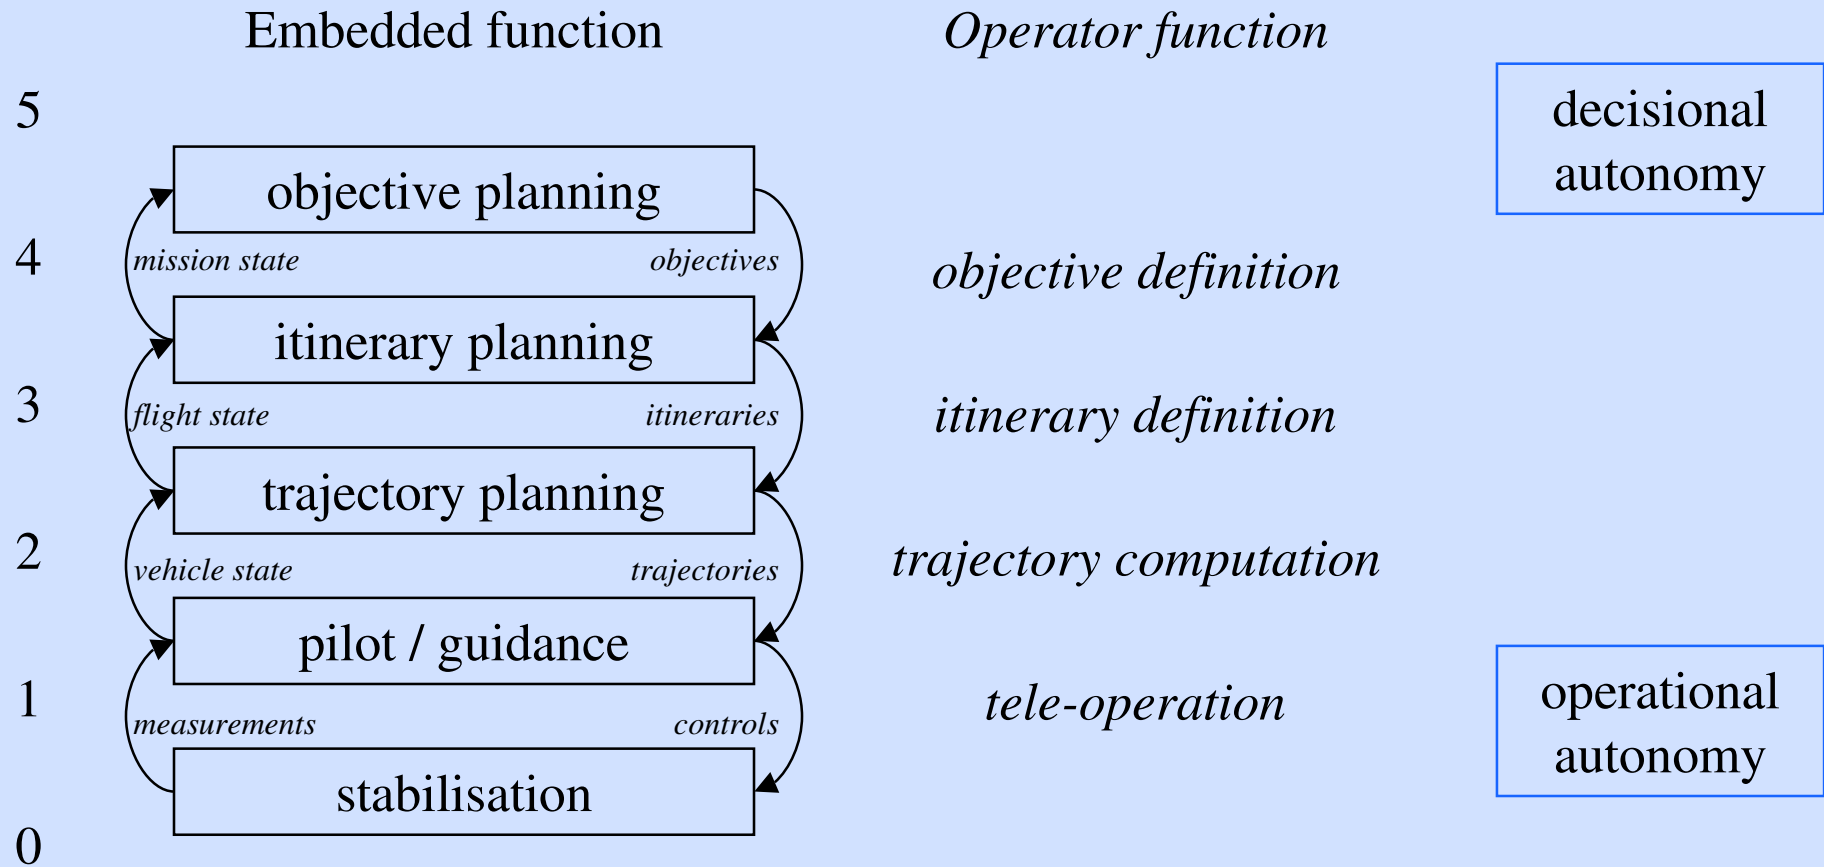 Embedded function
Operator function
5
decisional
autonomy
objective planning
4
mission state
objectives
objective definition
itinerary planning
3
flight state
itineraries
itinerary definition
trajectory planning
2
vehicle state
trajectories
trajectory computation
pilot / guidance
1
measurements
controls
tele-operation
operational
autonomy
stabilisation
0